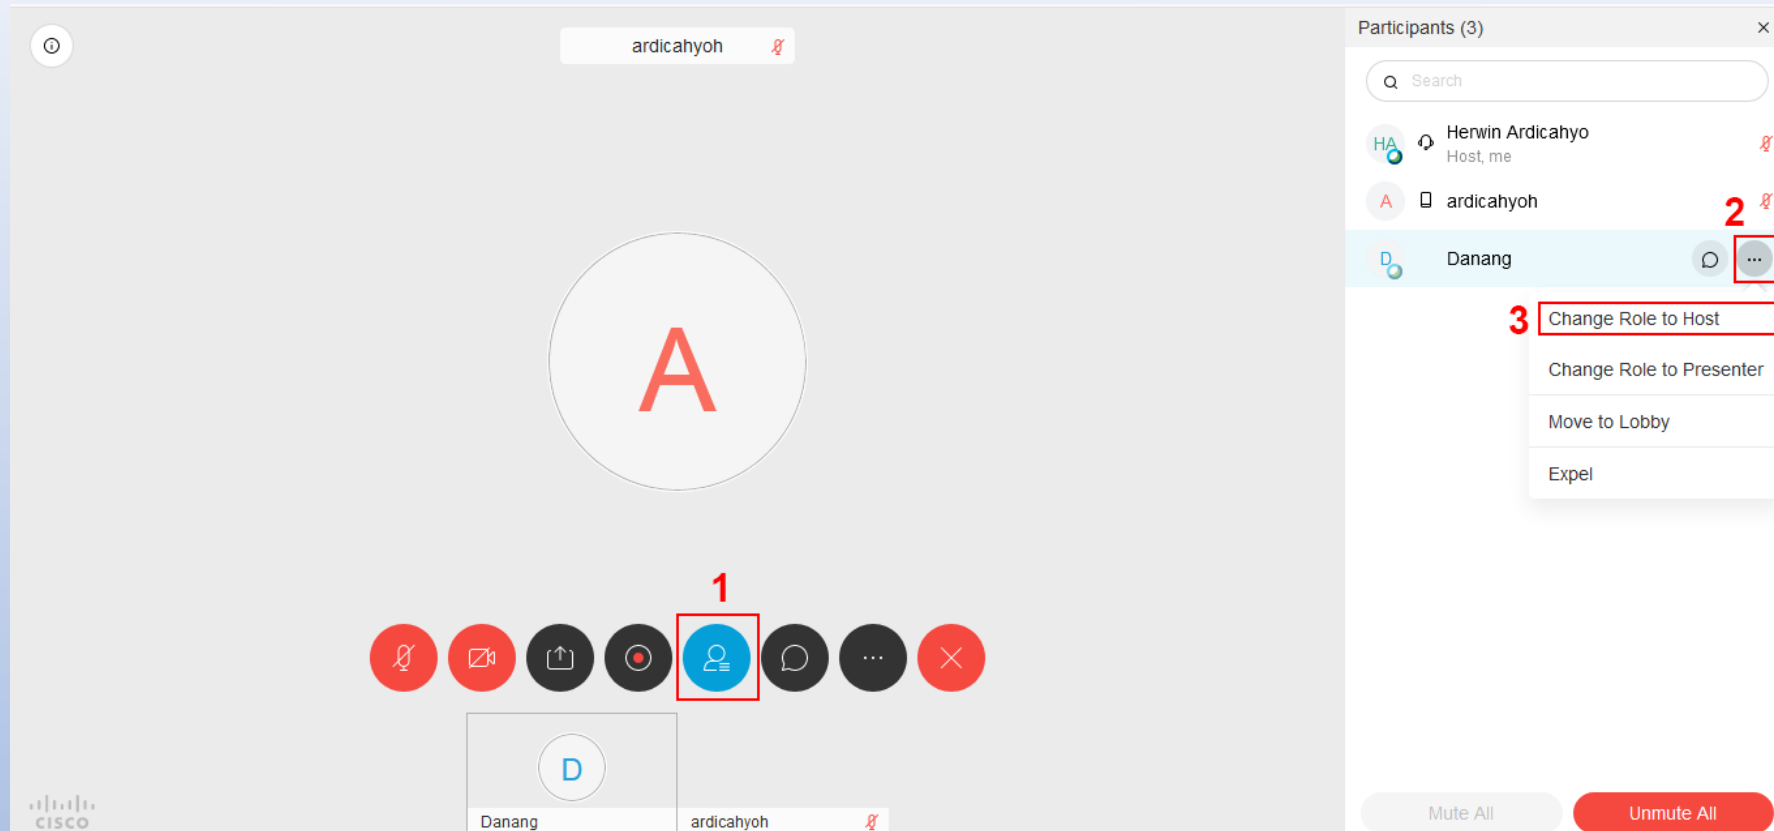 ardicahyoh
A
1
D
Danang
ardicahyoh
CISCO
Participants (3)
Search
HA
Herwin Ardicahyo
Host, me
A
ardicahyoh
2
D
Danang
3
Change Role to Host
Change Role to Presenter
Move to Lobby
Expel
Mute All
Unmute All